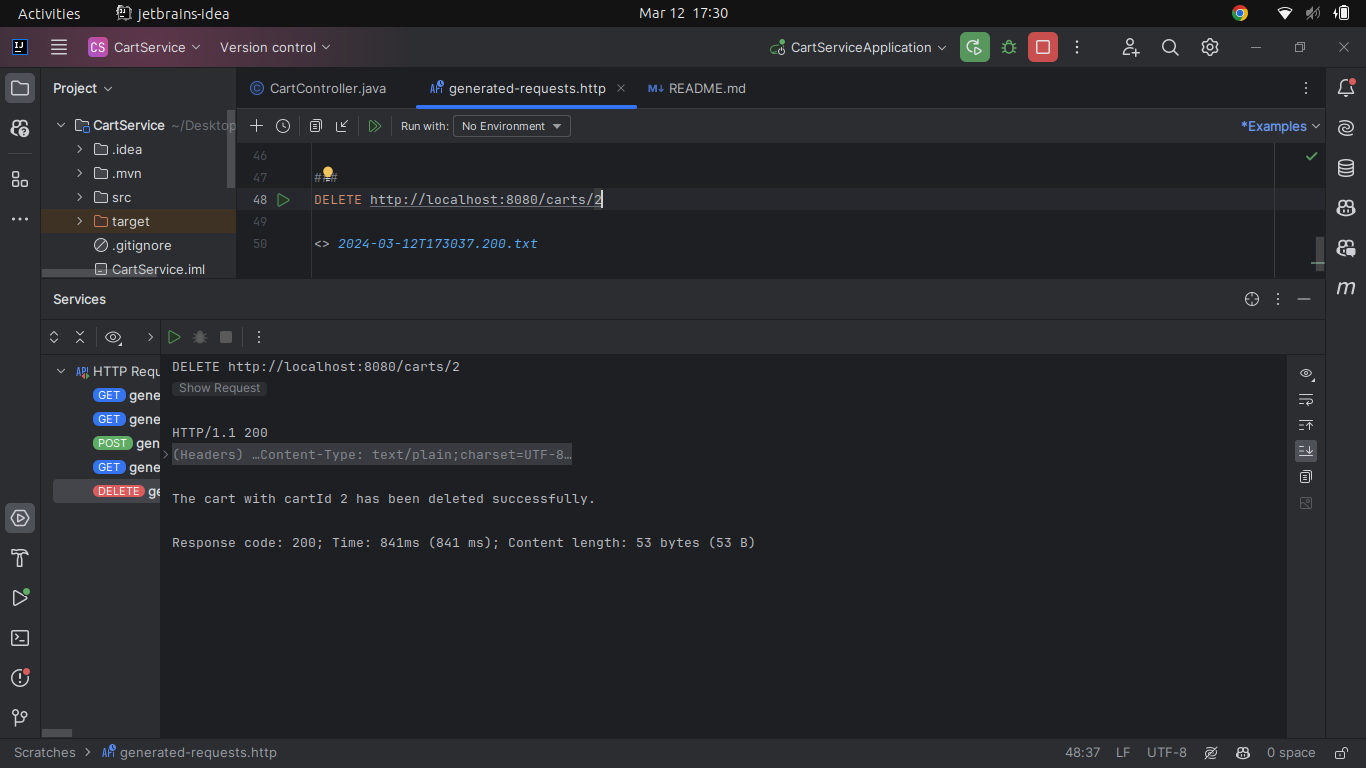 Activities jetbrains-idea Mar 12 17:30
CS CartService Version control CartServiceApplication
Project CartController.java generated-requests.http README.md
CartService ~/Desktop
.idea
.mvn
src
target
.gitignore
CartService.iml
Run with: No Environment *Examples
46
47 ###
48 DELETE http://localhost:8080/carts/2
49
50 <> 2024-03-12T173037.200.txt
Services
HTTP Requ
GET gene
GET gene
POST gen
GET gene
DELETE ge
DELETE http://localhost:8080/carts/2
Show Request
HTTP/1.1 200
(Headers) …Content-Type: text/plain;charset=UTF-8…
The cart with cartId 2 has been deleted successfully.
Response code: 200; Time: 841ms (841 ms); Content length: 53 bytes (53 B)
Scratches > generated-requests.http 48:37 LF UTF-8 0 space